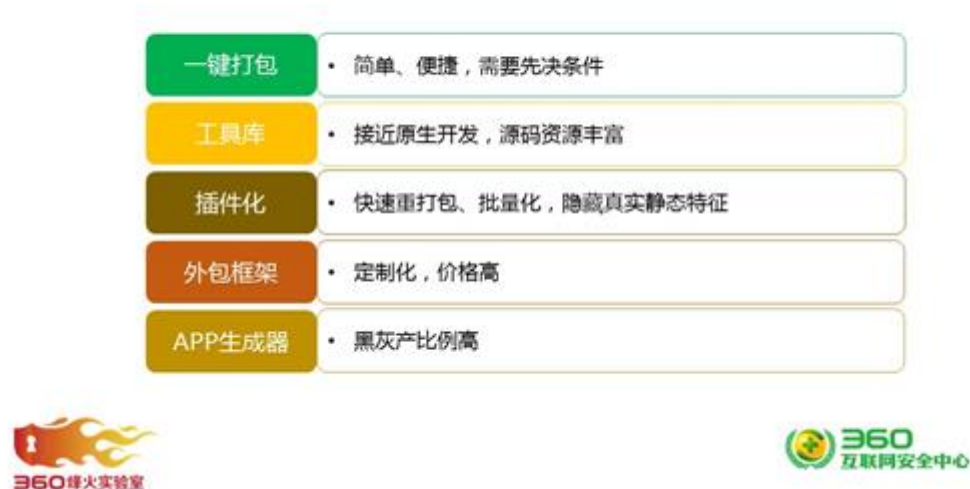 一键打包
• 简单、便捷，需要先决条件
工具库
• 接近原生开发，源码资源丰富
插件化
• 快速重打包、批量化，隐藏真实静态特征
外包框架
• 定制化，价格高
APP生成器
• 黑灰产比例高
360烽火实验室
360
互联网安全中心